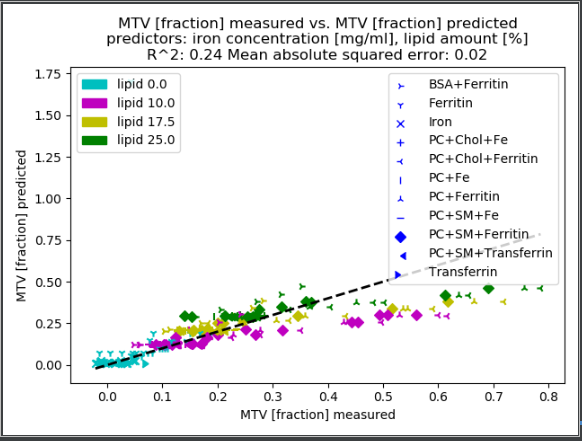 MTV [fraction] measured vs. MTV [fraction] predicted
predictors: iron concentration [mg/ml], lipid amount [%]
R^2: 0.24 Mean absolute squared error: 0.02
1.75
1.50
1.25
1.00
0.75
0.50
0.25
0.00
MTV [fraction] predicted
lipid 0.0
lipid 10.0
lipid 17.5
lipid 25.0
BSA+Ferritin
Ferritin
Iron
PC+Chol+Fe
PC+Chol+Ferritin
PC+Fe
PC+Ferritin
PC+SM+Fe
PC+SM+Ferritin
PC+SM+Transferrin
Transferrin
0.0 0.1 0.2 0.3 0.4 0.5 0.6 0.7 0.8
MTV [fraction] measured